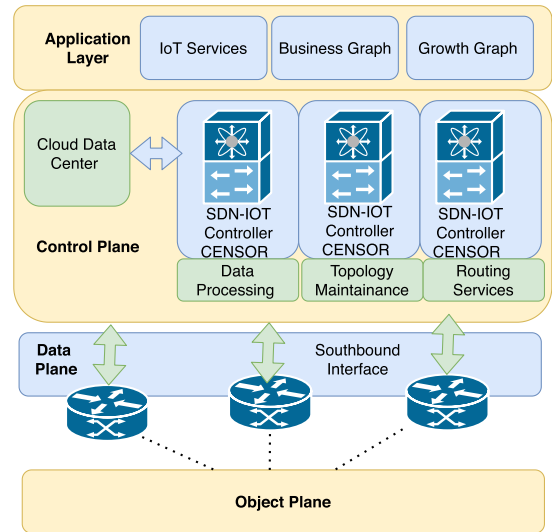 Application
Layer
IoT Services
Business Graph
Growth Graph
Cloud Data
Center
Control Plane
SDN-IOT
Controller
CENSOR
SDN-IOT
Controller
CENSOR
SDN-IOT
Controller
CENSOR
Data
Processing
Topology
Maintainance
Routing
Services
Data
Plane
Southbound
Interface
Object Plane